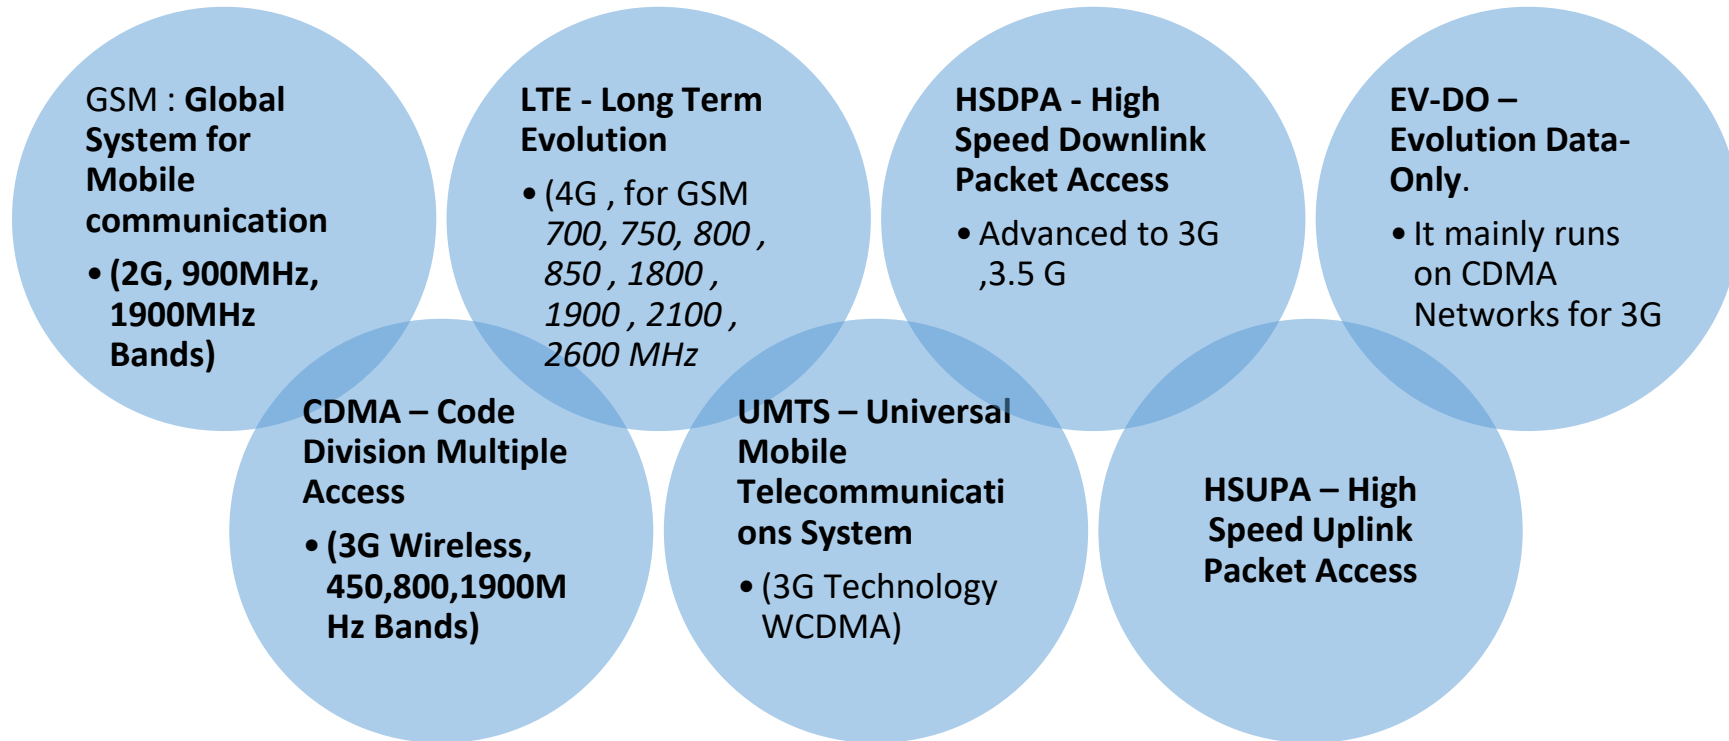 GSM : Global
System for
Mobile
communication
• (2G, 900MHz,
1900MHz
Bands)
CDMA – Code
Division Multiple
Access
• (3G Wireless,
450,800,1900M
Hz Bands)
LTE - Long Term
Evolution
• (4G , for GSM
700, 750, 800 ,
850 , 1800 ,
1900 , 2100 ,
2600 MHz
UMTS – Universal
Mobile
Telecommunicati
ons System
• (3G Technology
WCDMA)
HSDPA - High
Speed Downlink
Packet Access
• Advanced to 3G
,3.5 G
HSUPA – High
Speed Uplink
Packet Access
EV-DO –
Evolution Data-
Only.
• It mainly runs
on CDMA
Networks for 3G